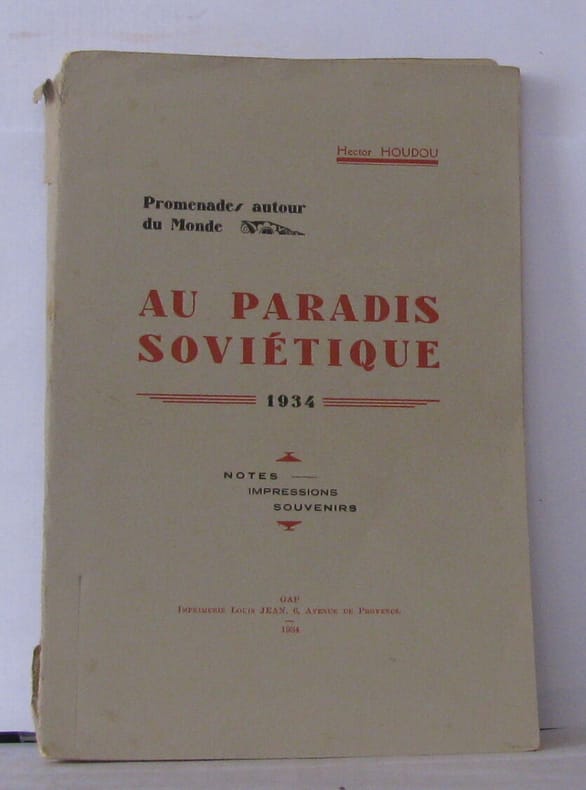 Hector HOUDOU
Promenades autour
du Monde
AU PARADIS
SOVIÉTIQUE
1934
NOTES —
IMPRESSIONS
SOUVENIRS
GAP
IMPRIMERIE LOUIS JEAN, 6, AVENUE DE PROVENCE
—
1934